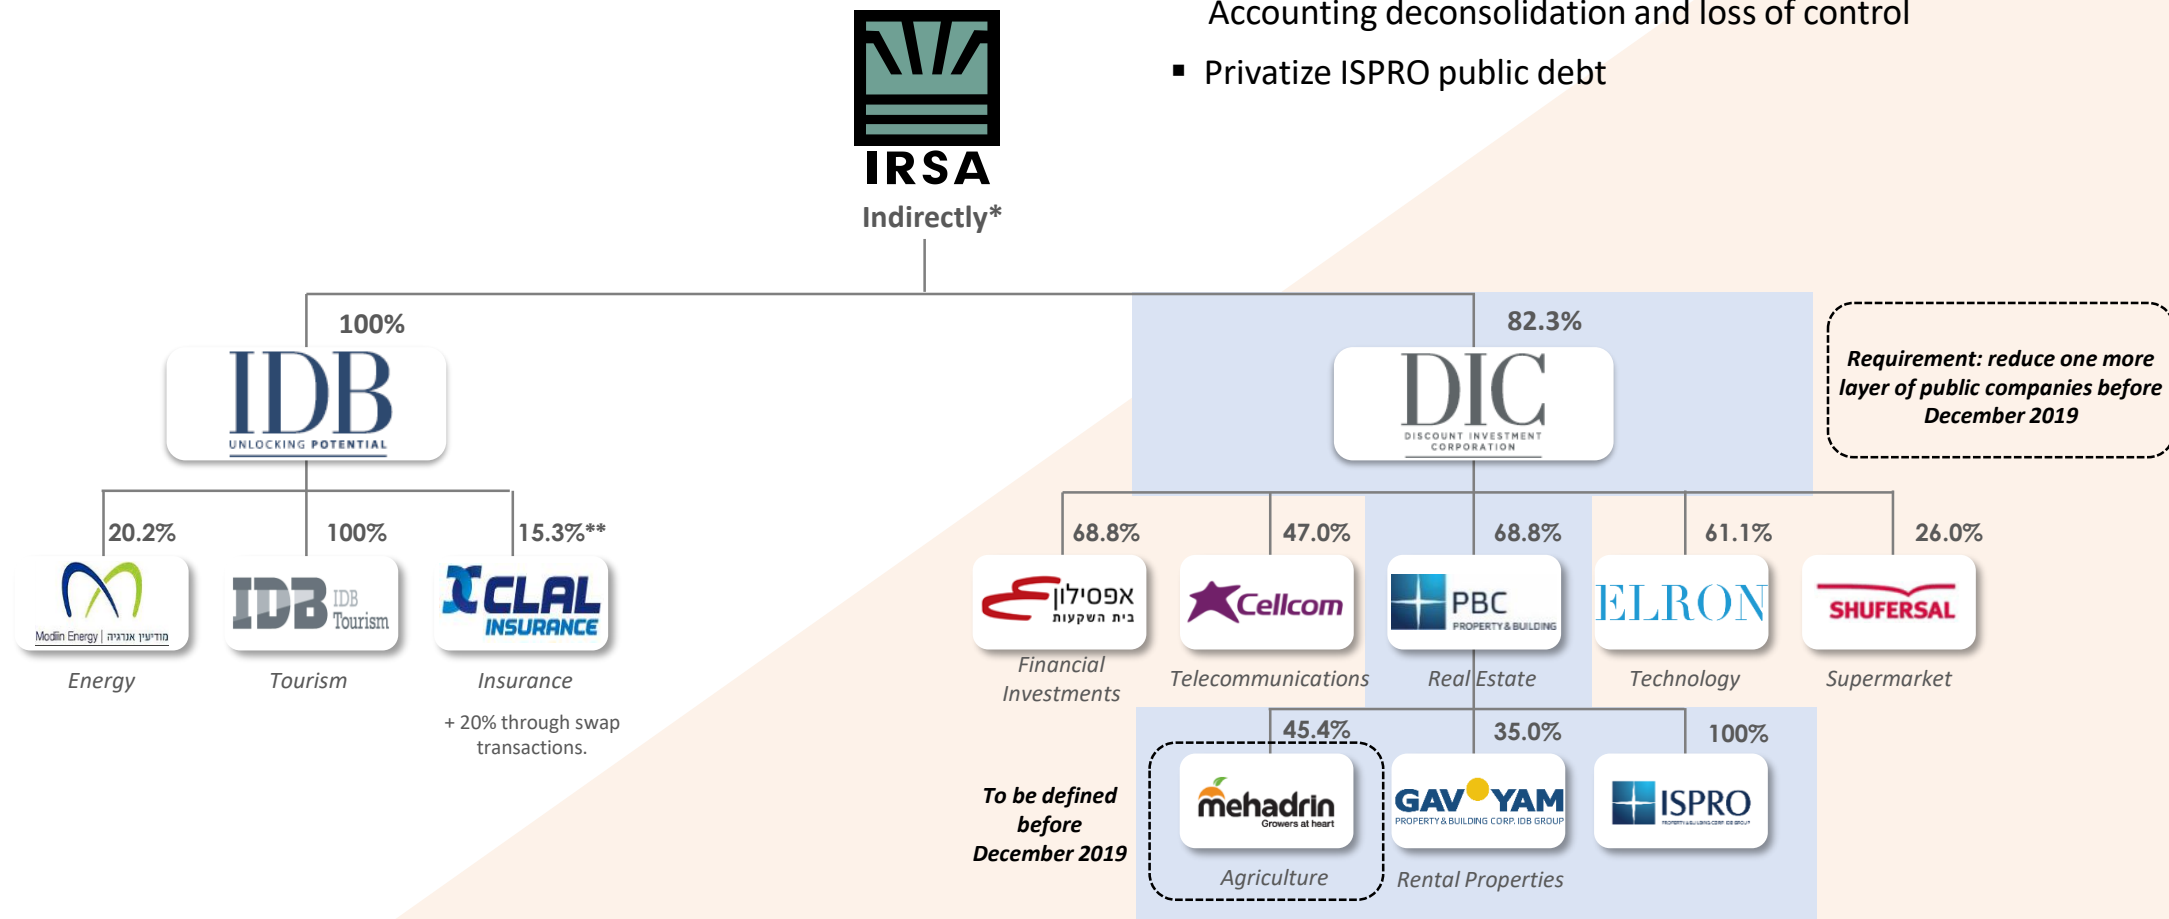 Accounting deconsolidation and loss of control
▪ Privatize ISPRO public debt
IRSA
Indirectly*
100%
82.3%
IDB
UNLOCKING POTENTIAL
DIC
DISCOUNT INVESTMENT
CORPORATION
Requirement: reduce one more
layer of public companies before
December 2019
20.2%
100%
15.3%**
68.8%
47.0%
68.8%
61.1%
26.0%
Modiin Energy | מודיעין אנרגיה
IDB IDB
Tourism
CLAL
INSURANCE
אפסילון
בית השקעות
Cellcom
PBC
PROPERTY & BUILDING
ELRON
SHUFERSAL
Energy
Tourism
Insurance
Financial
Investments
Telecommunications
Real Estate
Technology
Supermarket
+ 20% through swap
transactions.
45.4%
35.0%
100%
To be defined
before
December 2019
mehadrin
Growers at heart
GAV YAM
PROPERTY & BUILDING CORP. IDB GROUP
ISPRO
PROPERTY & BUILDING CORP. IDB GROUP
Agriculture
Rental Properties